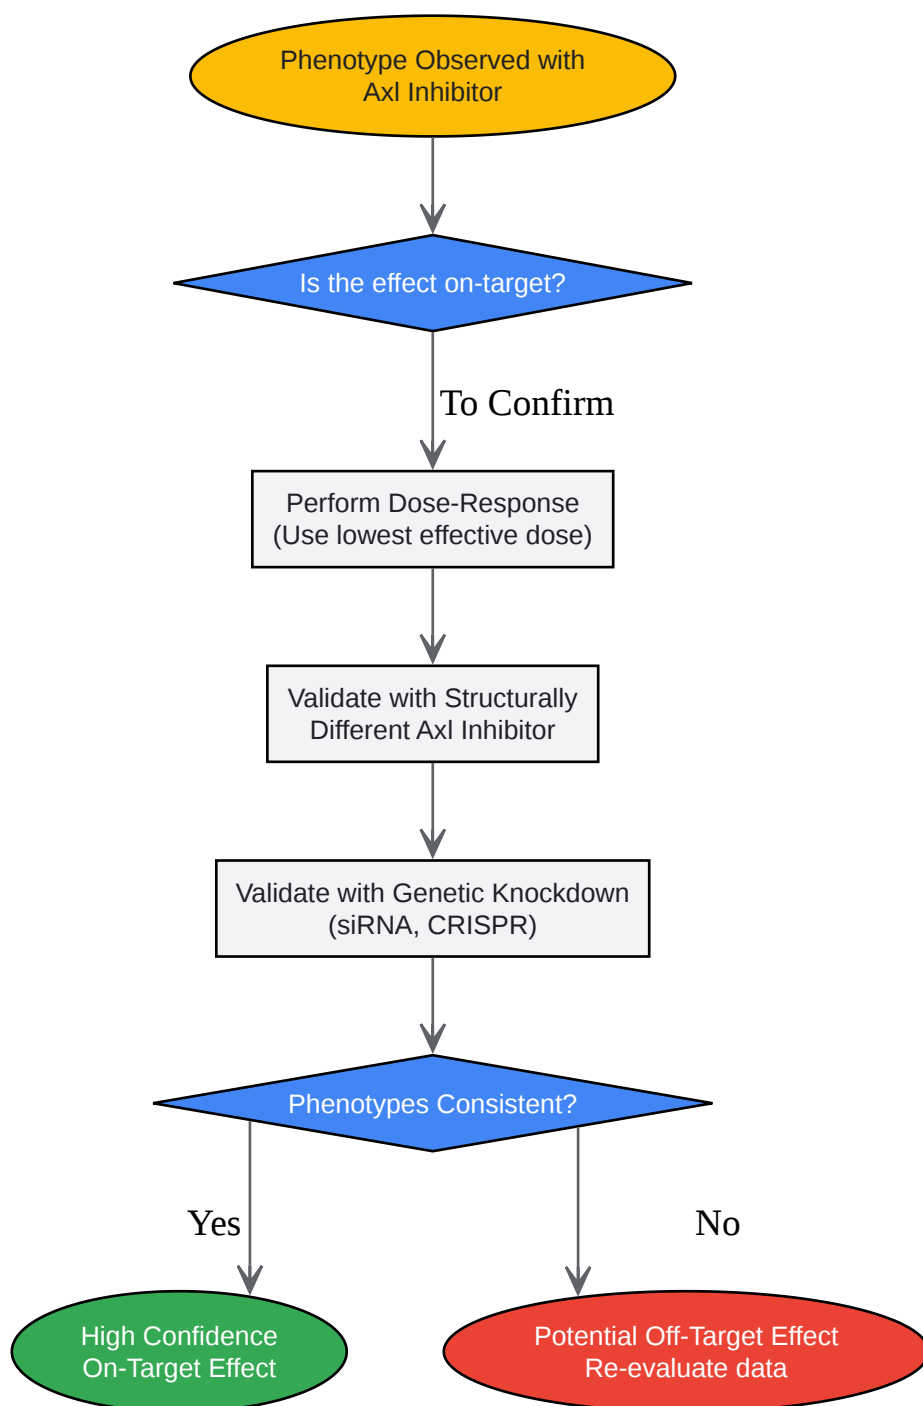 Phenotype Observed with
Axl Inhibitor
Is the effect on-target?
To Confirm
Perform Dose-Response
(Use lowest effective dose)
Validate with Structurally
Different Axl Inhibitor
Validate with Genetic Knockdown
(siRNA, CRISPR)
Phenotypes Consistent?
Yes
No
High Confidence
On-Target Effect
Potential Off-Target Effect
Re-evaluate data